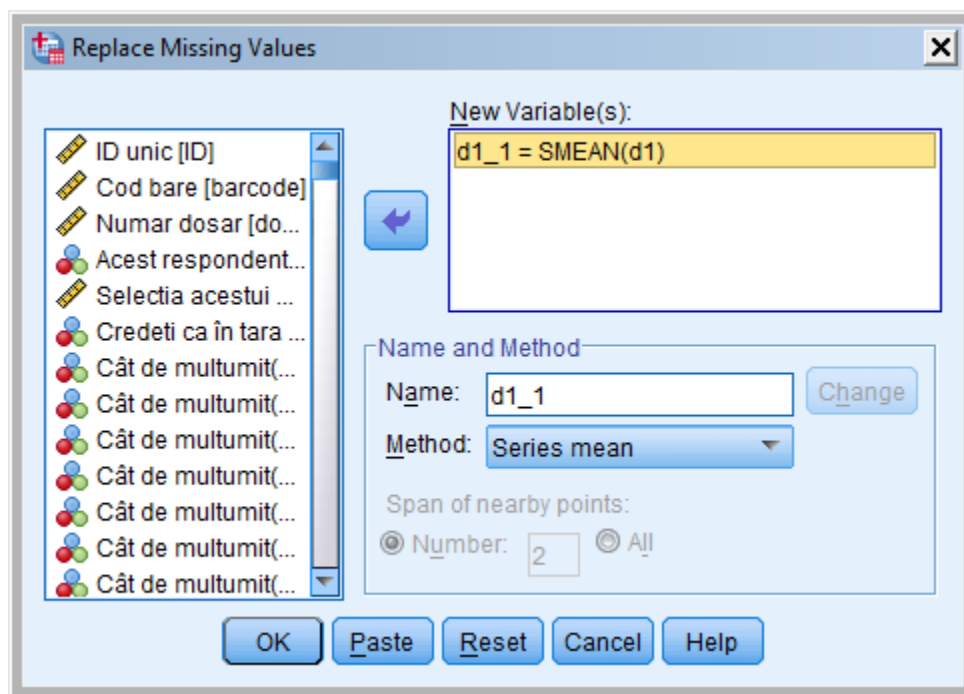 Replace Missing Values
ID unic [ID]
Cod bare [barcode]
Numar dosar [do...
Acest respondent...
Selectia acestui ...
Credeti ca în tara ...
Cât de multumit(...
Cât de multumit(...
Cât de multumit(...
Cât de multumit(...
Cât de multumit(...
Cât de multumit(...
Cât de multumit(...
New Variable(s):
d1_1 = SMEAN(d1)
Name and Method
Name: d1_1 Change
Method: Series mean
Span of nearby points:
Number: 2 All
OK Paste Reset Cancel Help